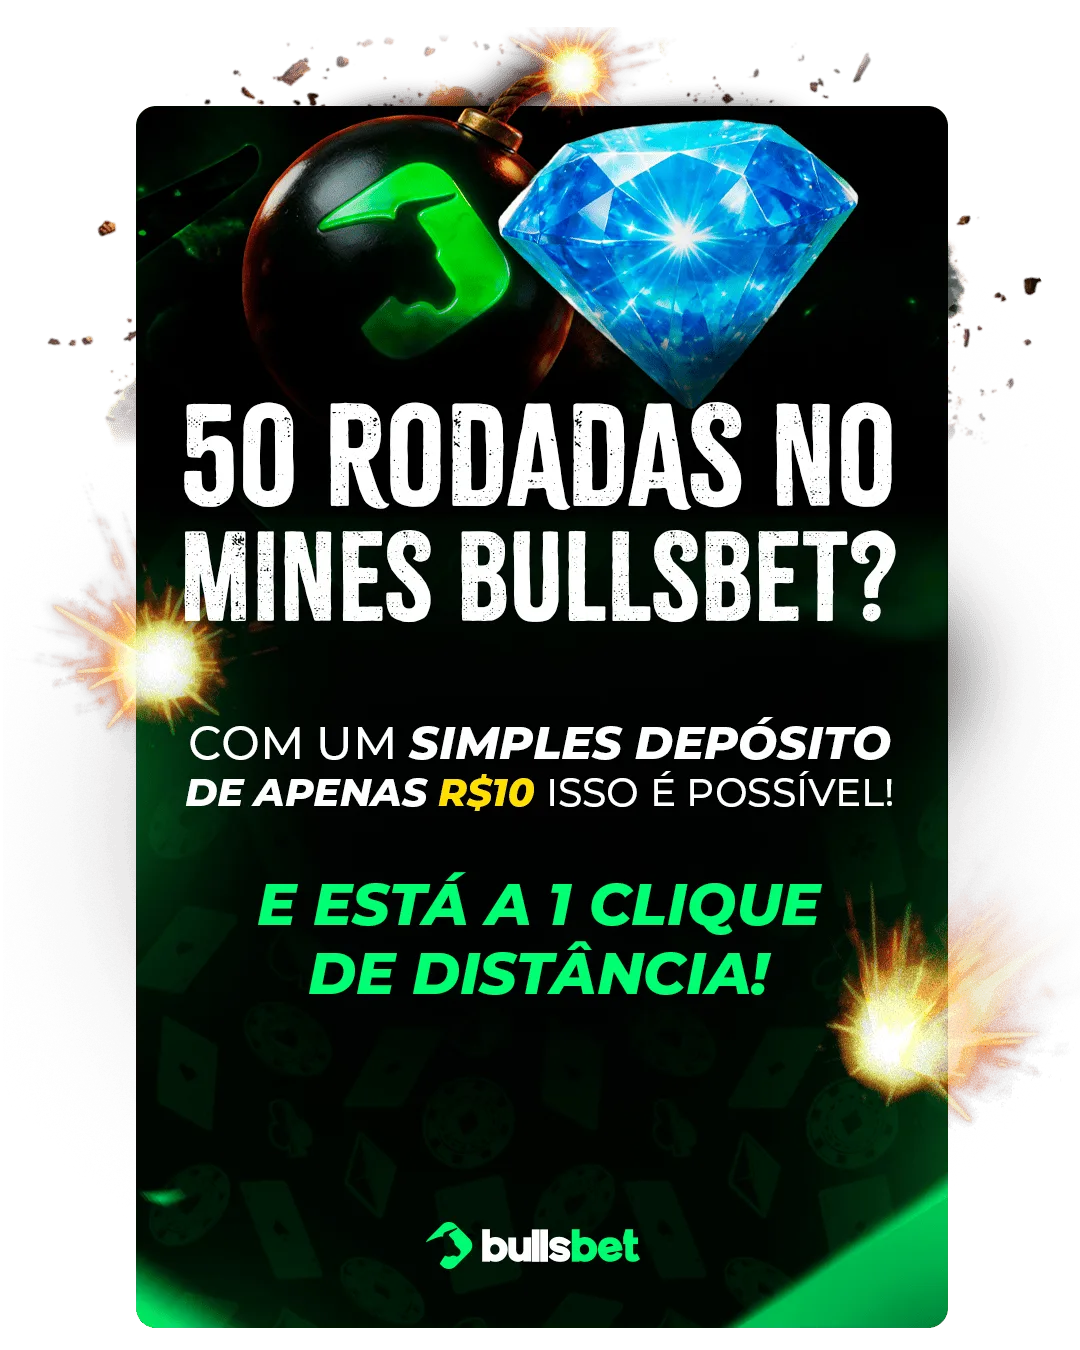 50 RODADAS NO
MINES BULLSBET?
COM UM SIMPLES DEPÓSITO
DE APENAS R$10 ISSO É POSSÍVEL!
E ESTÁ A 1 CLIQUE
DE DISTÂNCIA!
bullsbet